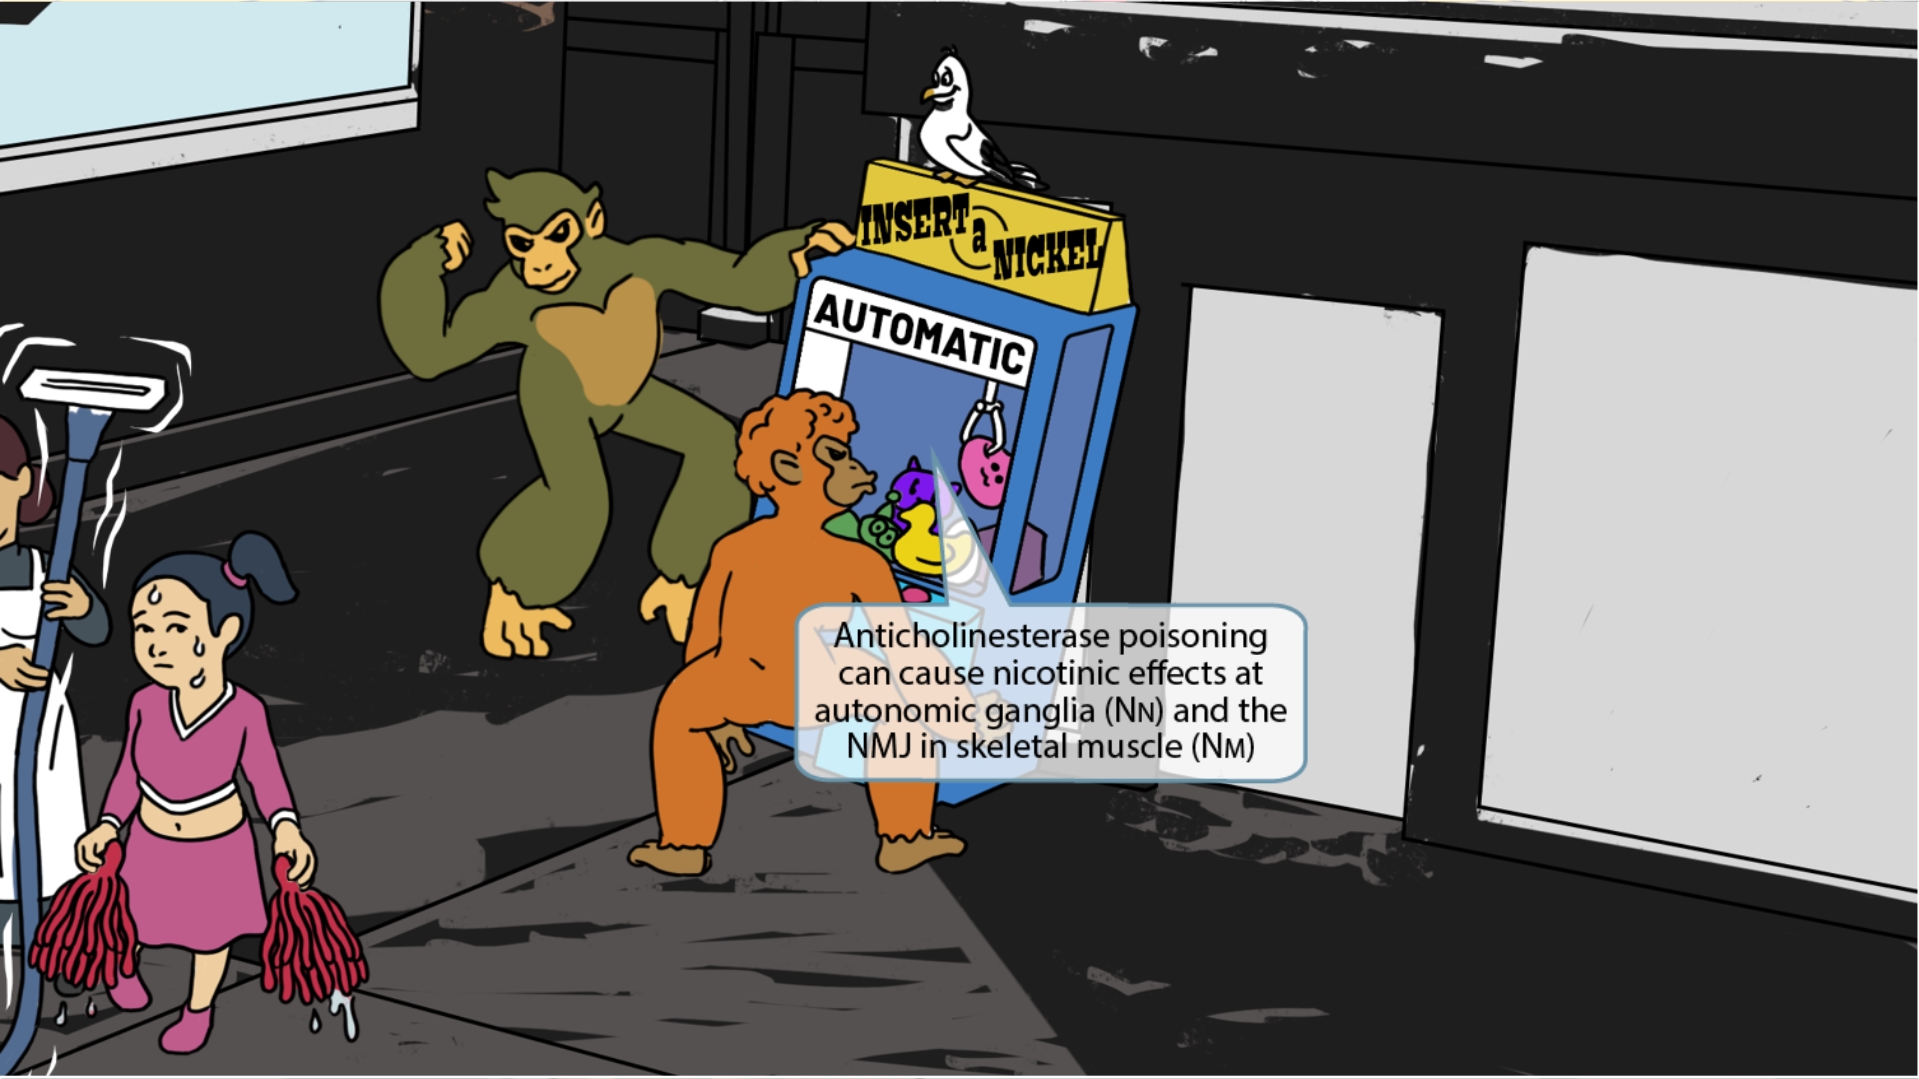 INSERT
a
NICKEL
AUTOMATIC
Anticholinesterase poisoning
can cause nicotinic effects at
autonomic ganglia (NN) and the
NMJ in skeletal muscle (NM)